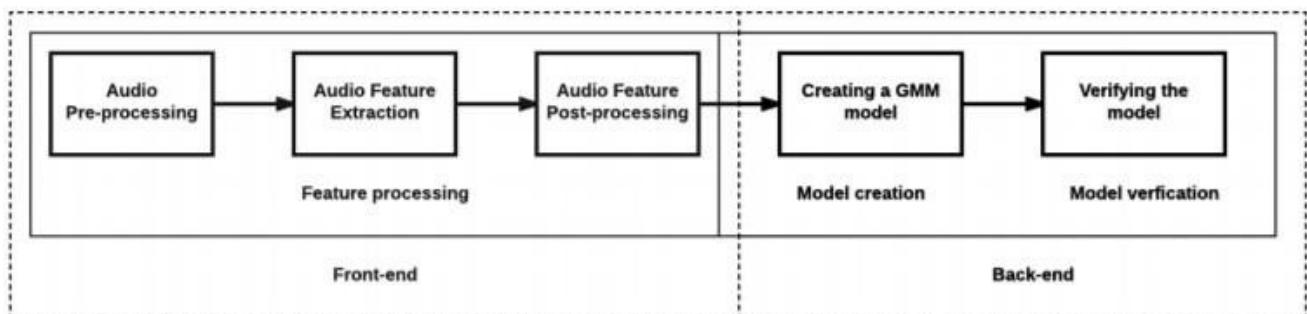 Audio
Pre-processing
Audio Feature
Extraction
Audio Feature
Post-processing
Creating a GMM
model
Verifying the
model
Feature processing
Model creation
Model verfication
Front-end
Back-end